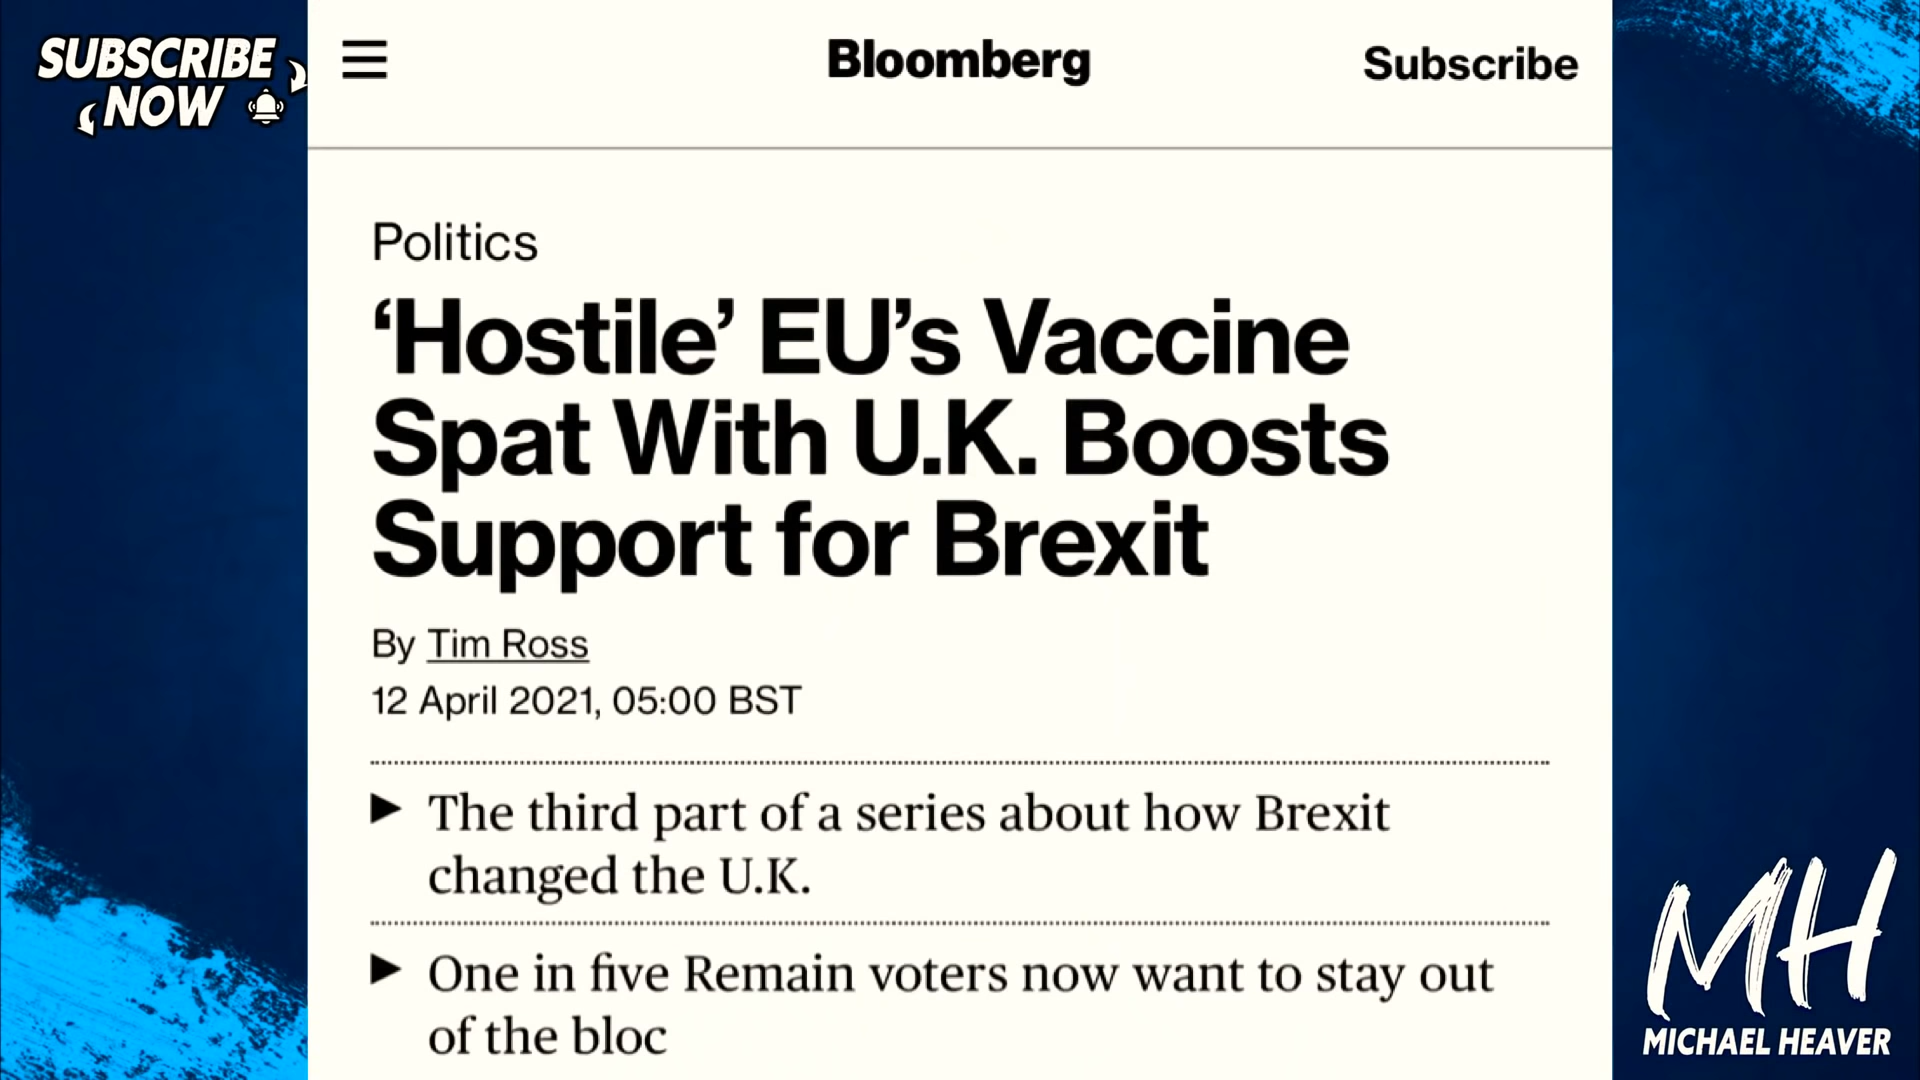 SUBSCRIBE
NOW
Bloomberg
Subscribe
Politics
‘Hostile’ EU’s Vaccine
Spat With U.K. Boosts
Support for Brexit
By Tim Ross
12 April 2021, 05:00 BST
The third part of a series about how Brexit
changed the U.K.
One in five Remain voters now want to stay out
of the bloc
MH
MICHAEL HEAVER